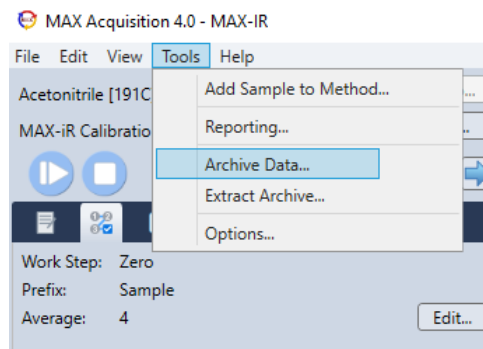 MAX Acquisition 4.0 - MAX-IR
File Edit View Tools Help
Acetonitrile [191C
Add Sample to Method...
...
MAX-iR Calibratio
Reporting...
Archive Data...
Extract Archive...
Options...
Work Step: Zero
Prefix: Sample
Average: 4
Edit...